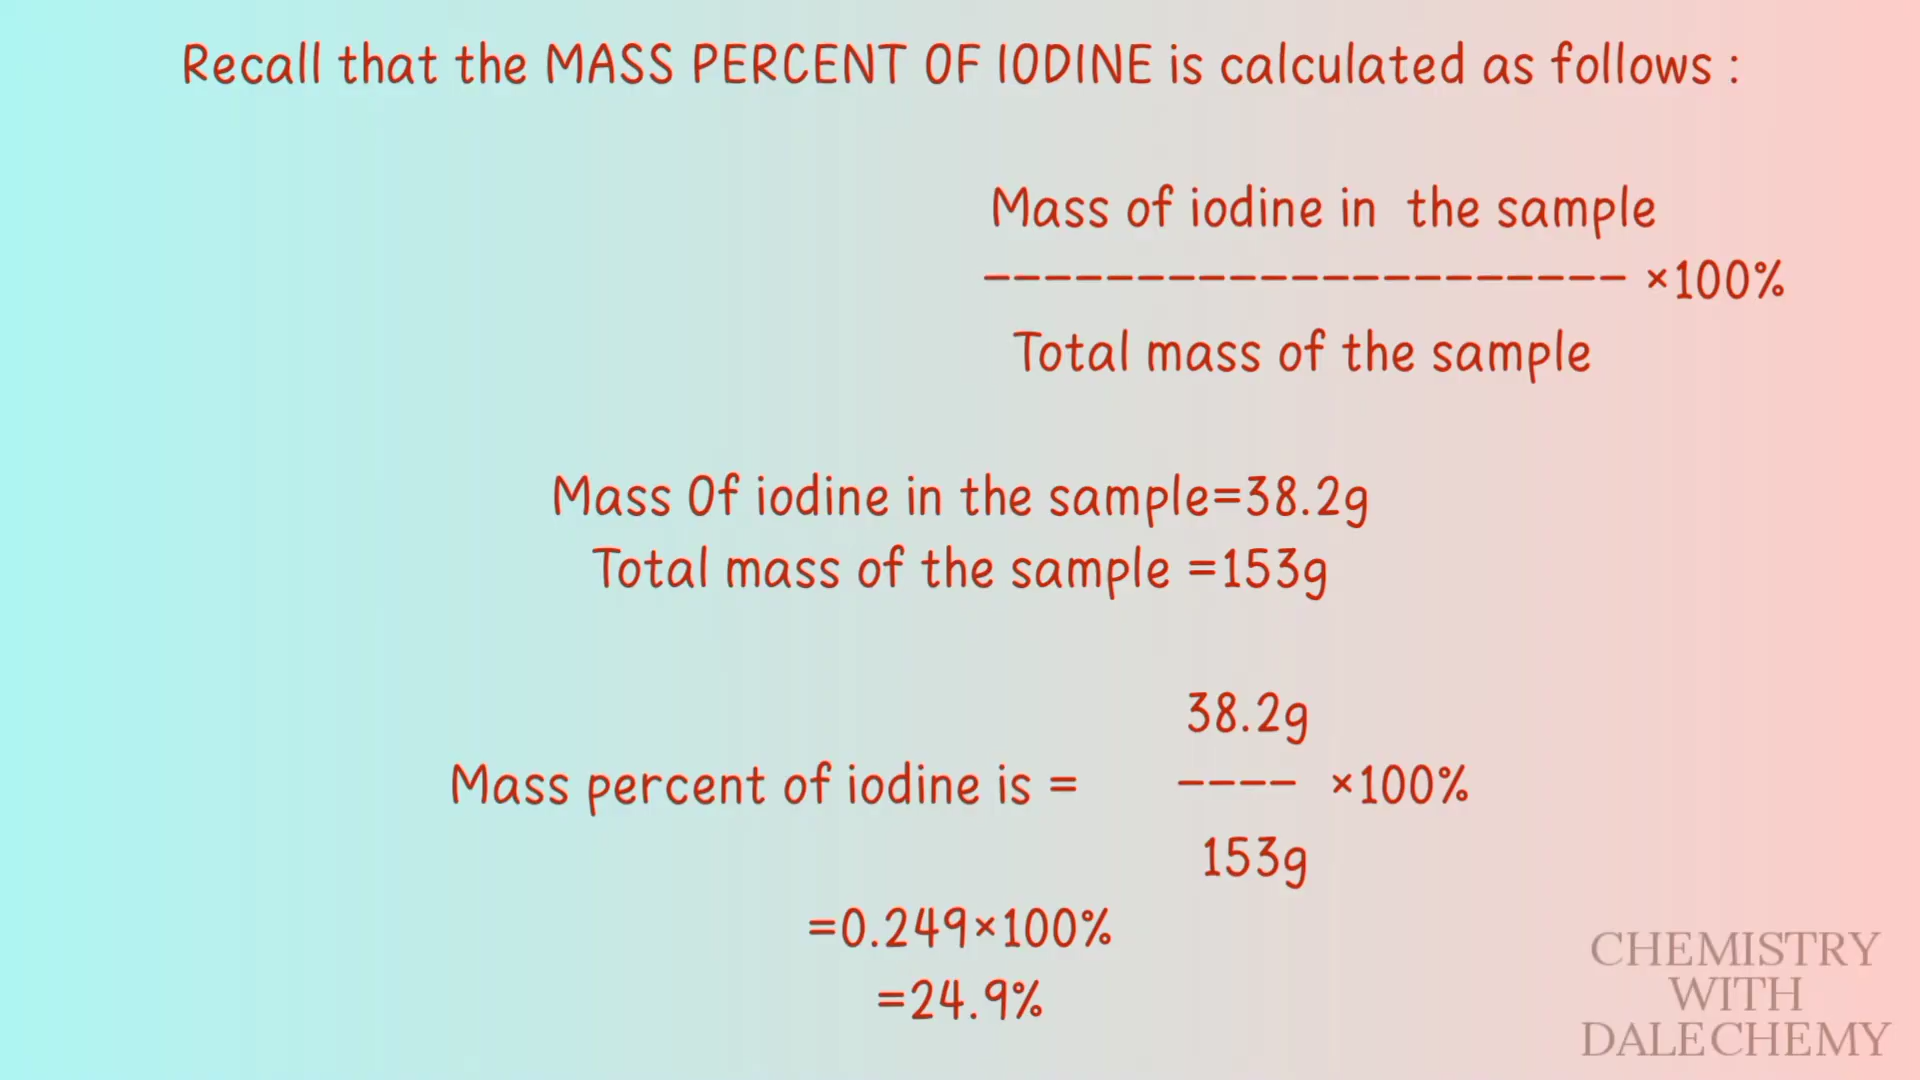 Recall that the MASS PERCENT OF IODINE is calculated as follows :
Mass of iodine in the sample
--------------------- ×100%
Total mass of the sample
Mass Of iodine in the sample=38.2g
Total mass of the sample =153g
38.2g
Mass percent of iodine is = ---- ×100%
153g
=0.249×100%
=24.9%
CHEMISTRY
WITH
DALECHEMY